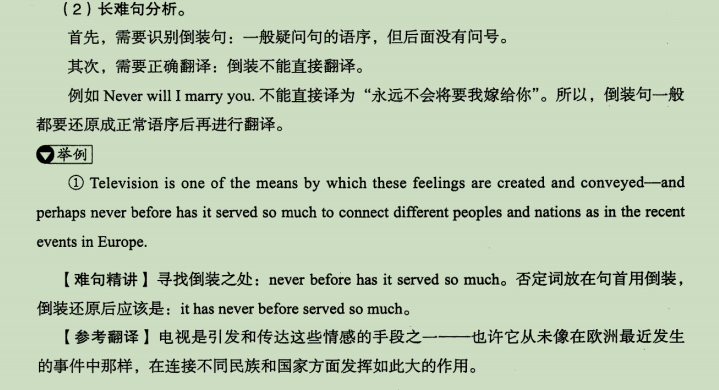 （2）长难句分析。
首先，需要识别倒装句：一般疑问句的语序，但后面没有问号。
其次，需要正确翻译：倒装不能直接翻译。
例如 Never will I marry you. 不能直接译为“永远不会将要我嫁给你”。所以，倒装句一般
都要还原成正常语序后再进行翻译。
举例
① Television is one of the means by which these feelings are created and conveyed—and
perhaps never before has it served so much to connect different peoples and nations as in the recent
events in Europe.
【难句精讲】寻找倒装之处：never before has it served so much。否定词放在句首用倒装，
倒装还原后应该是：it has never before served so much。
【参考翻译】电视是引发和传达这些情感的手段之一——也许它从未像在欧洲最近发生
的事件中那样，在连接不同民族和国家方面发挥如此大的作用。